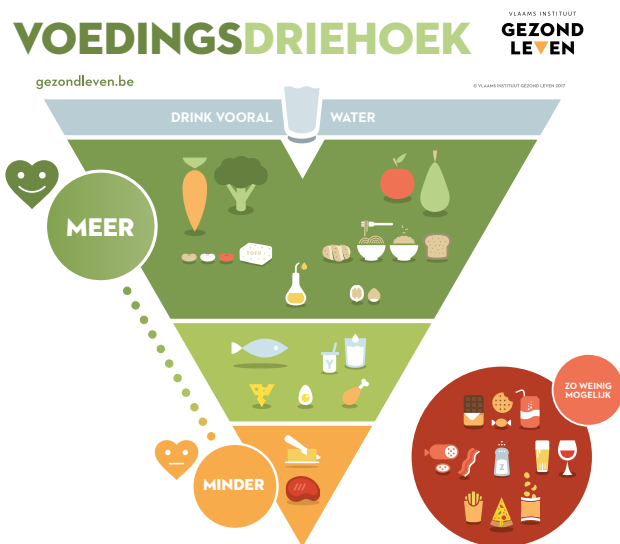 VOEDINGSDRIEHOEK
VLAAMS INSTITUUT
GEZOND
LEVEN
gezondleven.be
© VLAAMS INSTITUUT GEZOND LEVEN 2017
DRINK VOORAL WATER
MEER
TOFU
Y
ZO WEINIG
MOGELIJK
Z
MINDER